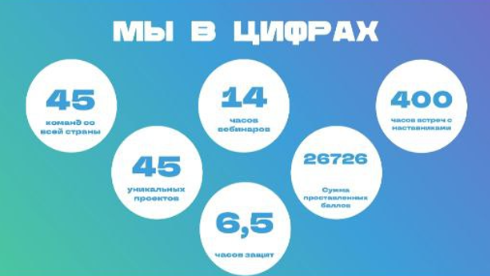 МЫ В ЦИФРАХ
45
команд со
всей страны
14
часов
вебинаров
400
часов встреч с
наставниками
45
уникальных
проектов
26726
Сумма
проставленных
баллов
6,5
часов защит